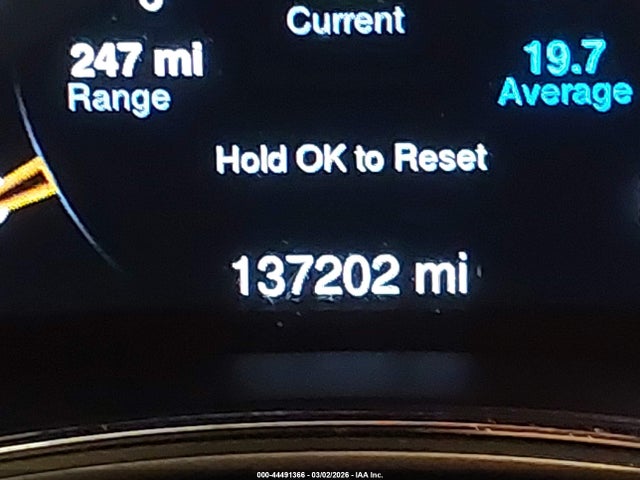 Current
247 mi
Range
19.7
Average
Hold OK to Reset
137202 mi
000-44491366 - 03/02/2026 - IAA Inc.